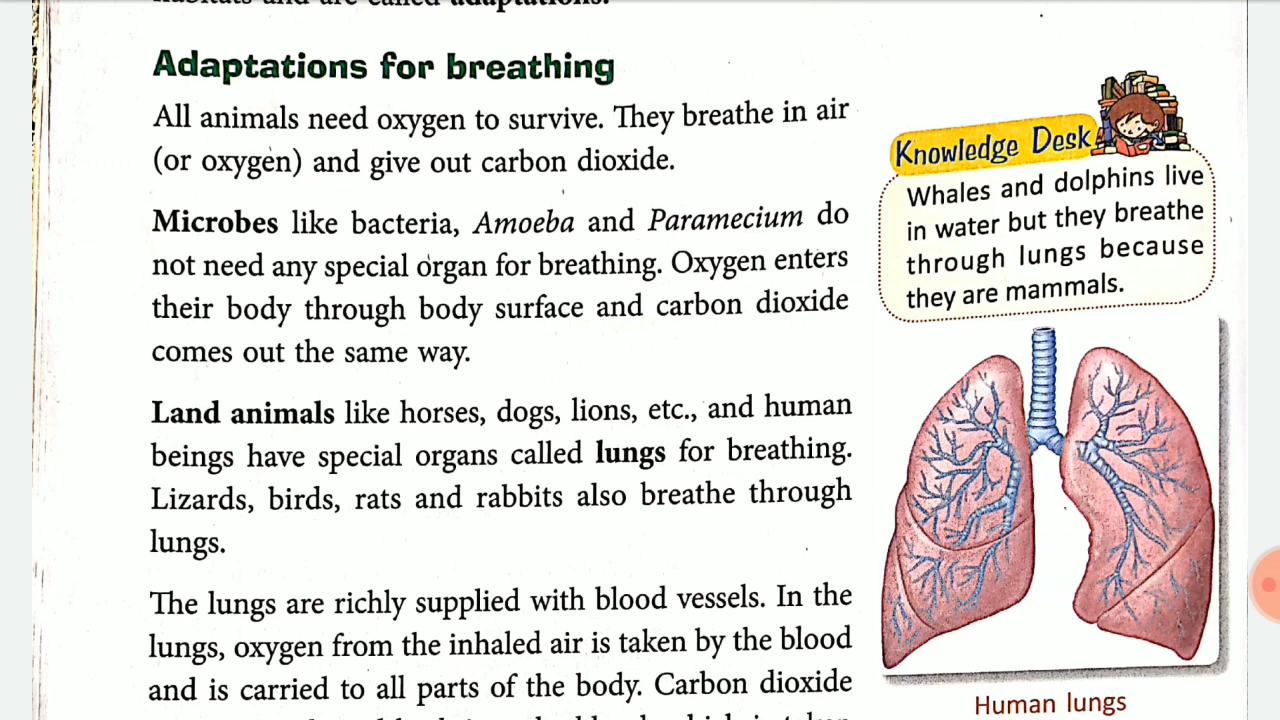 habitats and are called adaptations.
Adaptations for breathing
All animals need oxygen to survive. They breathe in air
(or oxygen) and give out carbon dioxide.
Microbes like bacteria, Amoeba and Paramecium do
not need any special organ for breathing. Oxygen enters
their body through body surface and carbon dioxide
comes out the same way.
Land animals like horses, dogs, lions, etc., and human
beings have special organs called lungs for breathing.
Lizards, birds, rats and rabbits also breathe through
lungs.
The lungs are richly supplied with blood vessels. In the
lungs, oxygen from the inhaled air is taken by the blood
and is carried to all parts of the body. Carbon dioxide
Knowledge Desk
Whales and dolphins live
in water but they breathe
through lungs because
they are mammals.
Human lungs